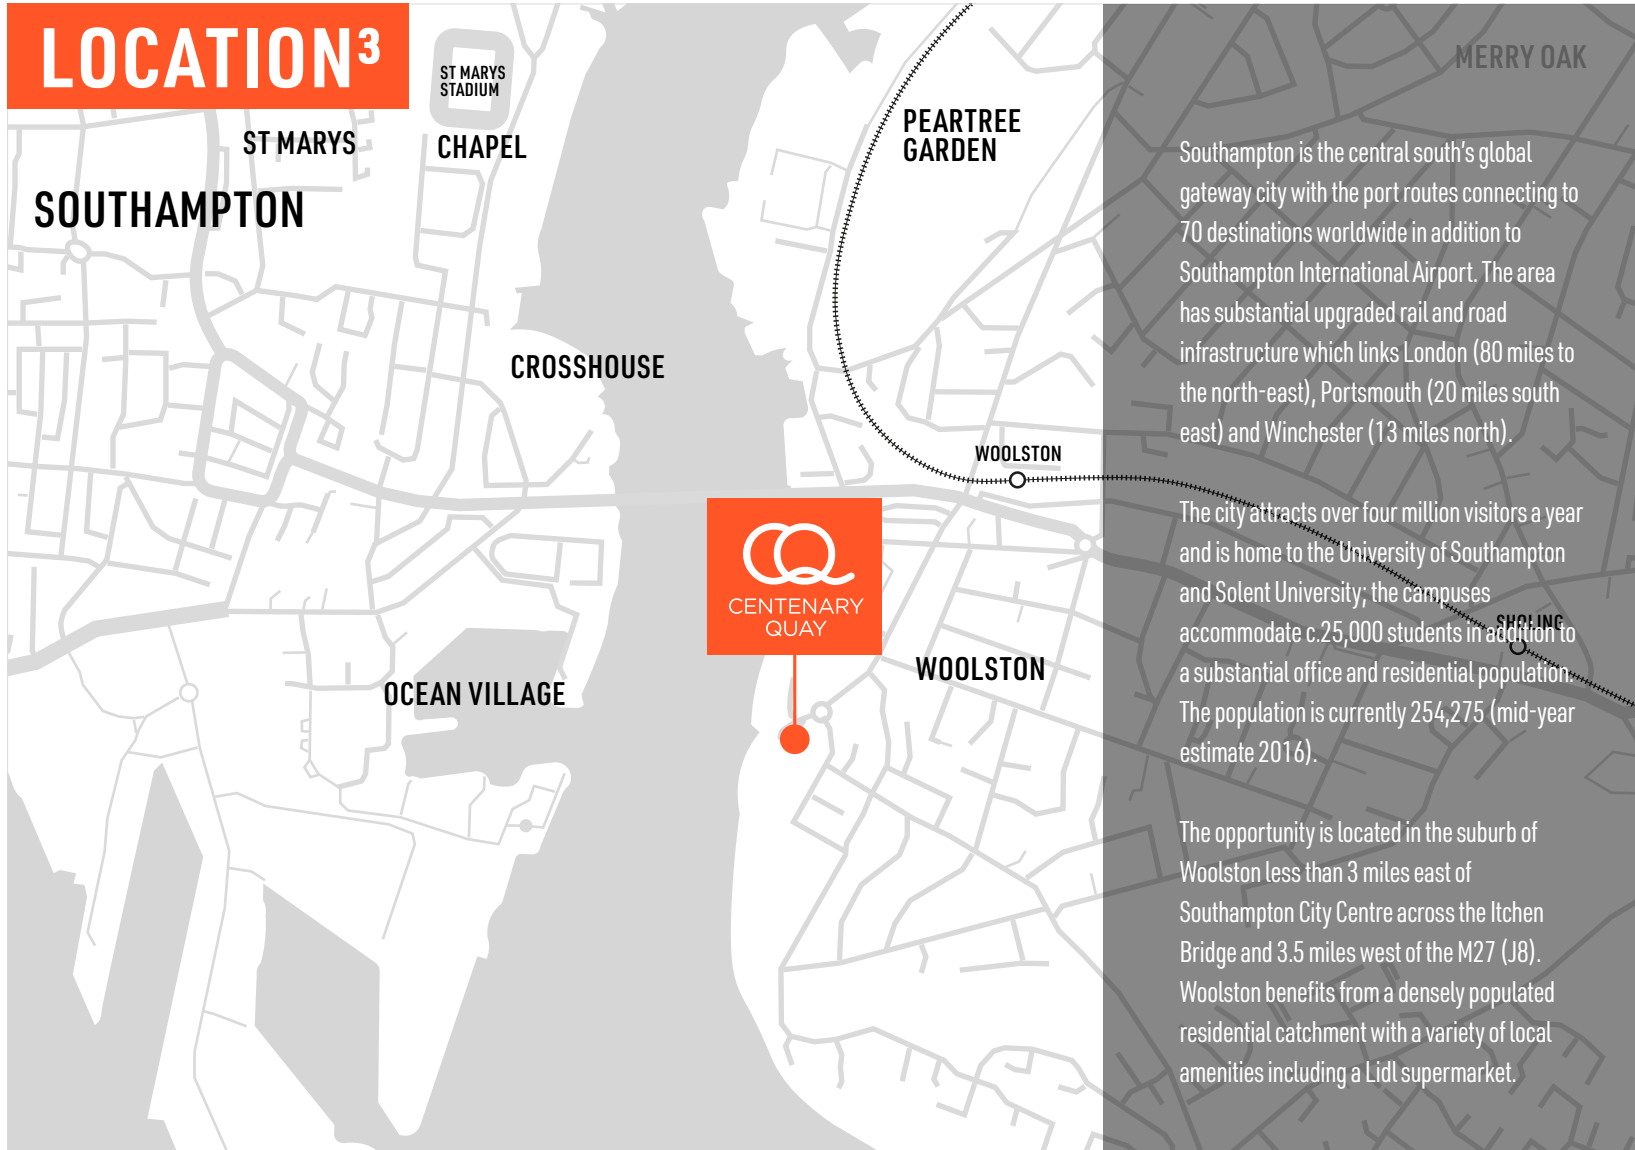 LOCATION³
ST MARYS
STADIUM
ST MARYS
CHAPEL
SOUTHAMPTON
PEARTREE
GARDEN
CROSSHOUSE
WOOLSTON
CENTENARY
QUAY
WOOLSTON
OCEAN VILLAGE
MERRY OAK
SHOLING
Southampton is the central south's global
gateway city with the port routes connecting to
70 destinations worldwide in addition to
Southampton International Airport. The area
has substantial upgraded rail and road
infrastructure which links London (80 miles to
the north-east), Portsmouth (20 miles south
east) and Winchester (13 miles north).
The city attracts over four million visitors a year
and is home to the University of Southampton
and Solent University; the campuses
accommodate c.25,000 students in addition to
a substantial office and residential population.
The population is currently 254,275 (mid-year
estimate 2016).
The opportunity is located in the suburb of
Woolston less than 3 miles east of
Southampton City Centre across the Itchen
Bridge and 3.5 miles west of the M27 (J8).
Woolston benefits from a densely populated
residential catchment with a variety of local
amenities including a Lidl supermarket.